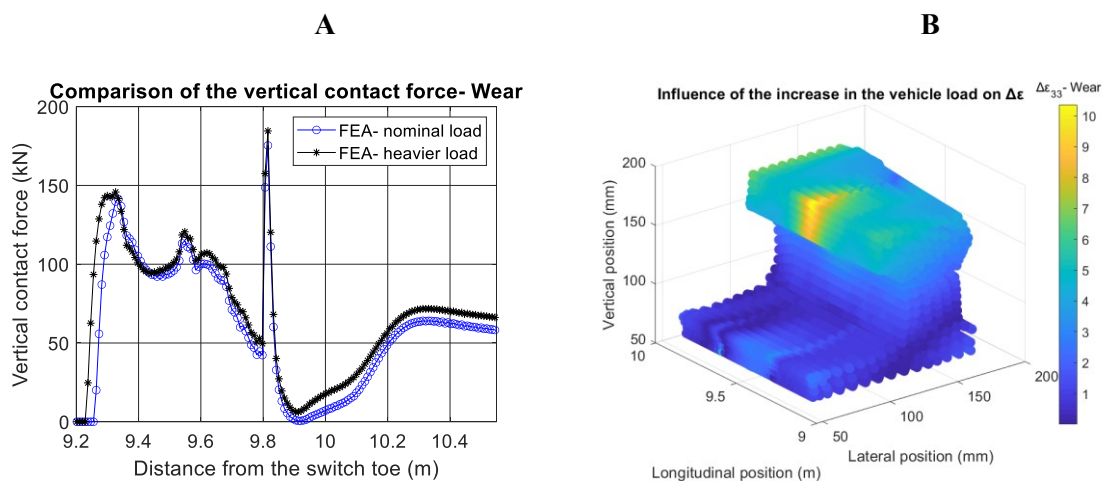 A
B
Comparison of the vertical contact force- Wear
200
150
100
50
0
Vertical contact force (kN)
FEA- nominal load
FEA- heavier load
9.2 9.4 9.6 9.8 10 10.2 10.4
Distance from the switch toe (m)
Influence of the increase in the vehicle load on Δε
Δε33- Wear
200
150
100
50
Vertical position (mm)
10
9.5
9
Longitudinal position (m)
50
100
150
200
Lateral position (mm)
10
9
8
7
6
5
4
3
2
1